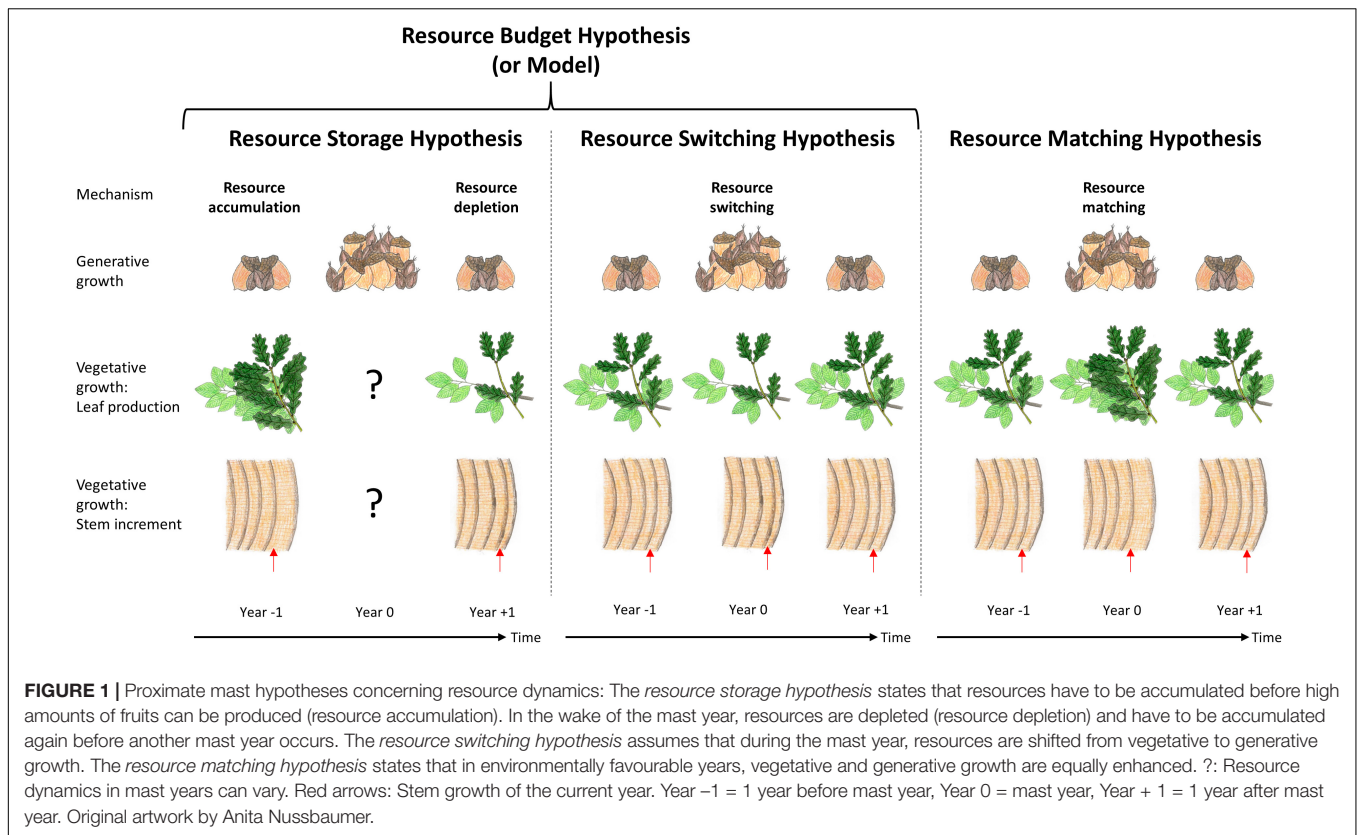 Resource Budget Hypothesis
(or Model)
Resource Storage Hypothesis
Resource Switching Hypothesis
Resource Matching Hypothesis
Mechanism
Resource
accumulation
Resource
depletion
Resource
switching
Resource
matching
Generative
growth
Vegetative
growth:
Leaf production
?
Vegetative
growth:
Stem increment
?
Year -1
Year 0
Year +1
Year -1
Year 0
Year +1
Year -1
Year 0
Year +1
Time
Time
Time
FIGURE 1 | Proximate mast hypotheses concerning resource dynamics: The resource storage hypothesis states that resources have to be accumulated before high
amounts of fruits can be produced (resource accumulation). In the wake of the mast year, resources are depleted (resource depletion) and have to be accumulated
again before another mast year occurs. The resource switching hypothesis assumes that during the mast year, resources are shifted from vegetative to generative
growth. The resource matching hypothesis states that in environmentally favourable years, vegetative and generative growth are equally enhanced. ?: Resource
dynamics in mast years can vary. Red arrows: Stem growth of the current year. Year –1 = 1 year before mast year, Year 0 = mast year, Year + 1 = 1 year after mast
year. Original artwork by Anita Nussbaumer.